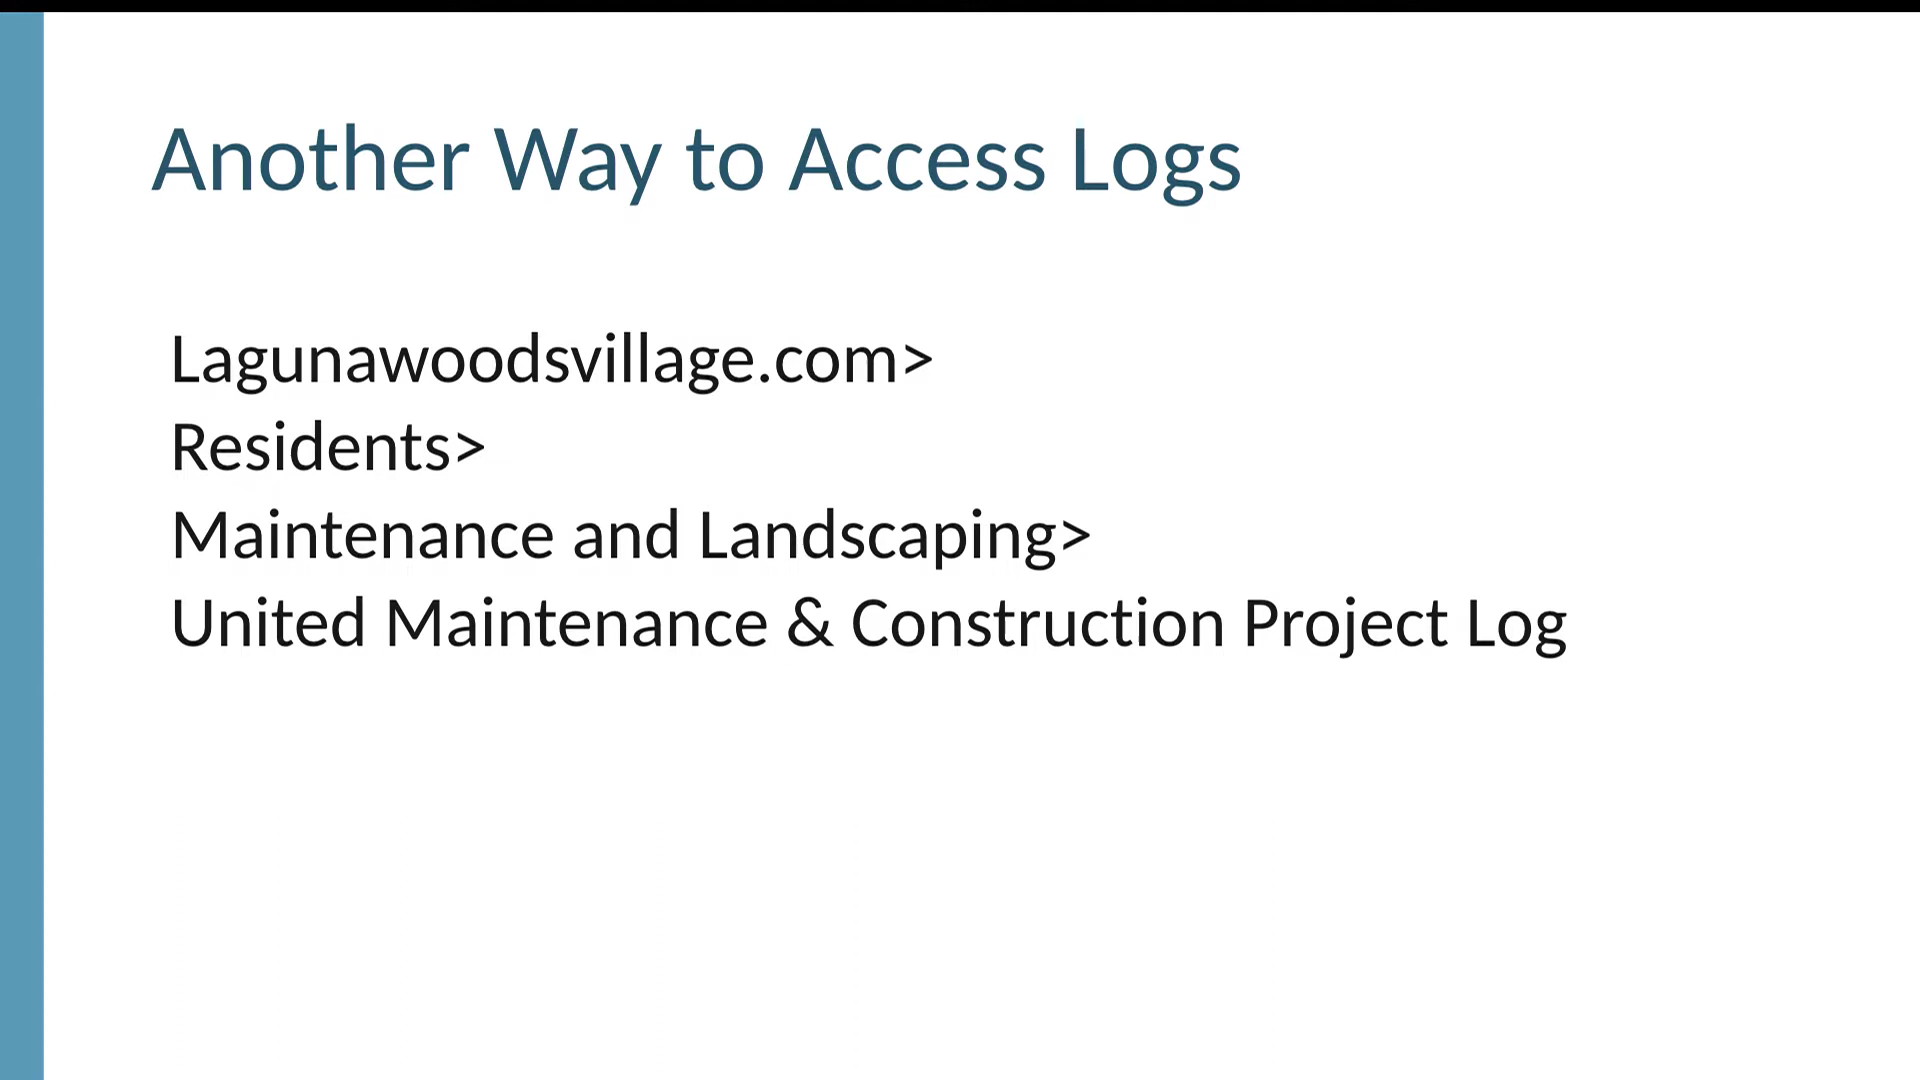 Another Way to Access Logs
Lagunawoodsvillage.com>
Residents>
Maintenance and Landscaping>
United Maintenance & Construction Project Log